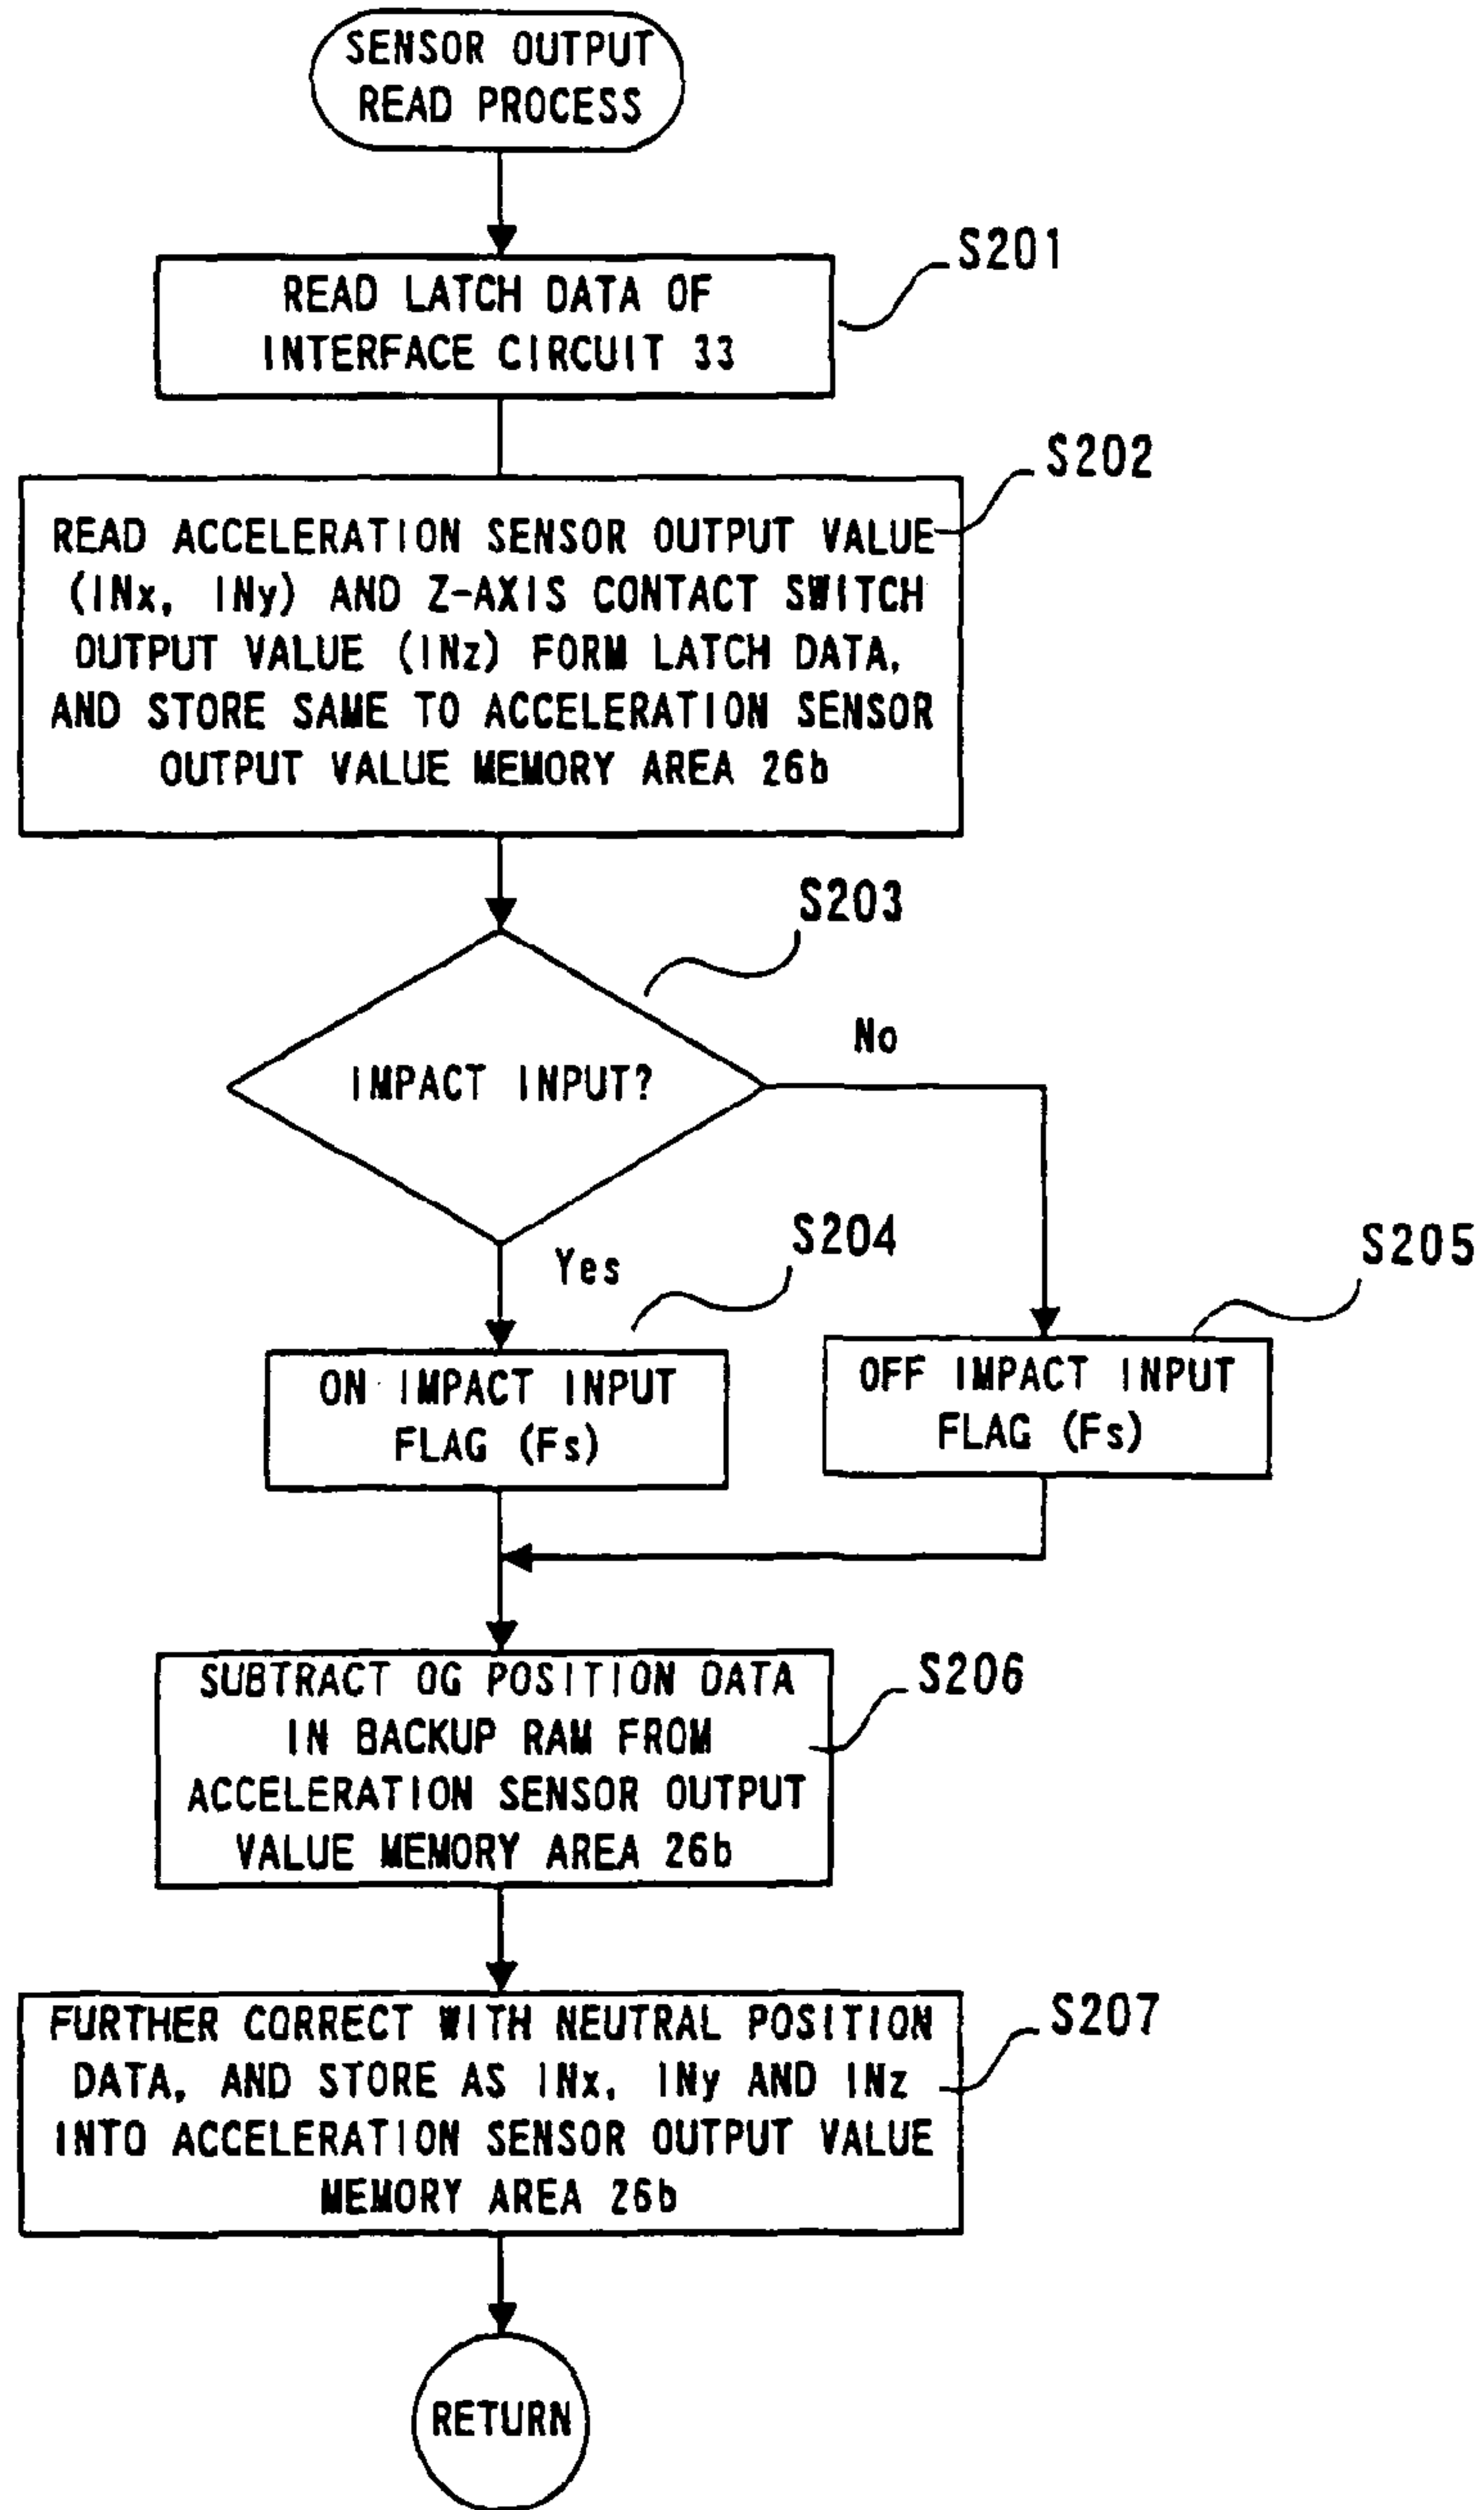 SENSOR OUTPUT
READ PROCESS
S201
READ LATCH DATA OF
INTERFACE CIRCUIT 33
S202
READ ACCELERATION SENSOR OUTPUT VALUE
(INx, INy) AND Z-AXIS CONTACT SWITCH
OUTPUT VALUE (INz) FORM LATCH DATA,
AND STORE SAME TO ACCELERATION SENSOR
OUTPUT VALUE MEMORY AREA 26b
S203
No
IMPACT INPUT?
Yes
S204
S205
ON IMPACT INPUT
FLAG (Fs)
OFF IMPACT INPUT
FLAG (Fs)
S206
SUBTRACT OG POSITION DATA
IN BACKUP RAM FROM
ACCELERATION SENSOR OUTPUT
VALUE MEMORY AREA 26b
S207
FURTHER CORRECT WITH NEUTRAL POSITION
DATA, AND STORE AS INx, INy AND INz
INTO ACCELERATION SENSOR OUTPUT VALUE
MEMORY AREA 26b
RETURN